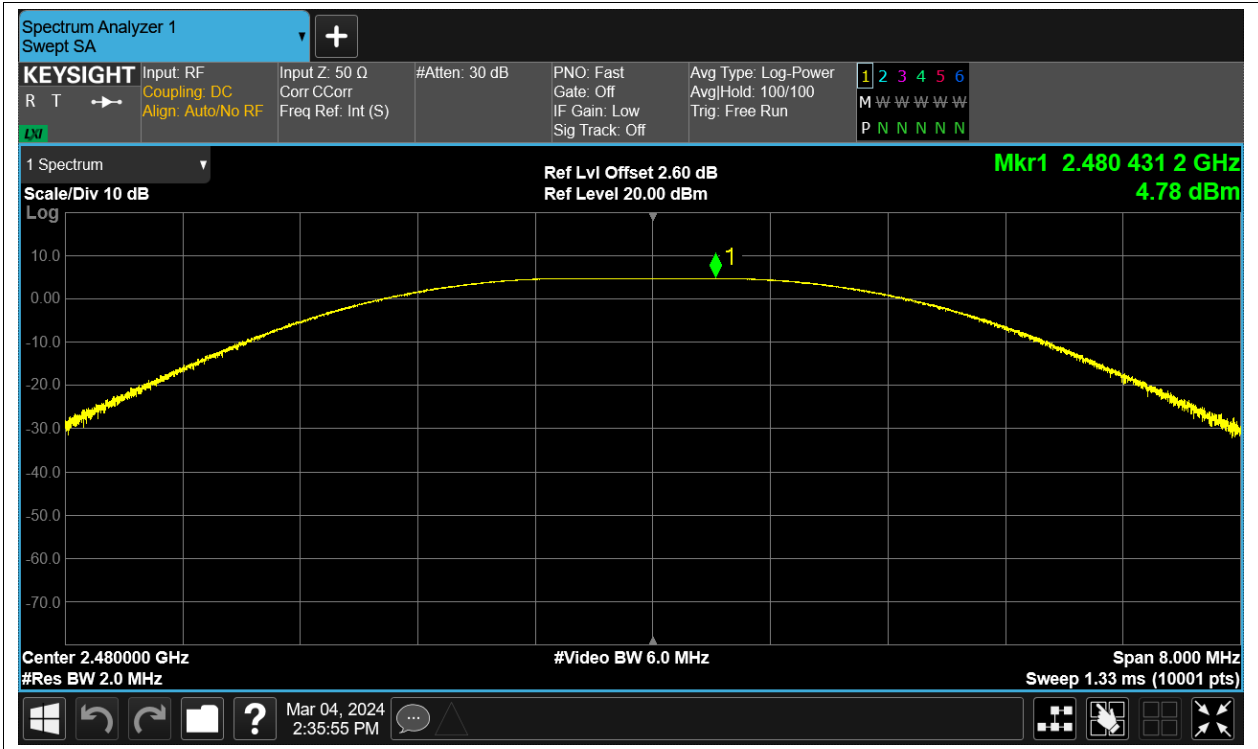 Spectrum Analyzer 1
Swept SA
KEYSIGHT
R T
LXI
Input: RF
Coupling: DC
Align: Auto/No RF
Input Z: 50 Ω
Corr CCorr
Freq Ref: Int (S)
#Atten: 30 dB
PNO: Fast
Gate: Off
IF Gain: Low
Sig Track: Off
Avg Type: Log-Power
Avg|Hold: 100/100
Trig: Free Run
1 2 3 4 5 6
M W W W W W W
P N N N N N
1 Spectrum
Scale/Div 10 dB
Log
Ref Lvl Offset 2.60 dB
Ref Level 20.00 dBm
Mkr1 2.480 431 2 GHz
4.78 dBm
1
10.0
0.00
-10.0
-20.0
-30.0
-40.0
-50.0
-60.0
-70.0
Center 2.480000 GHz
#Res BW 2.0 MHz
#Video BW 6.0 MHz
Span 8.000 MHz
Sweep 1.33 ms (10001 pts)
?
Mar 04, 2024
2:35:55 PM